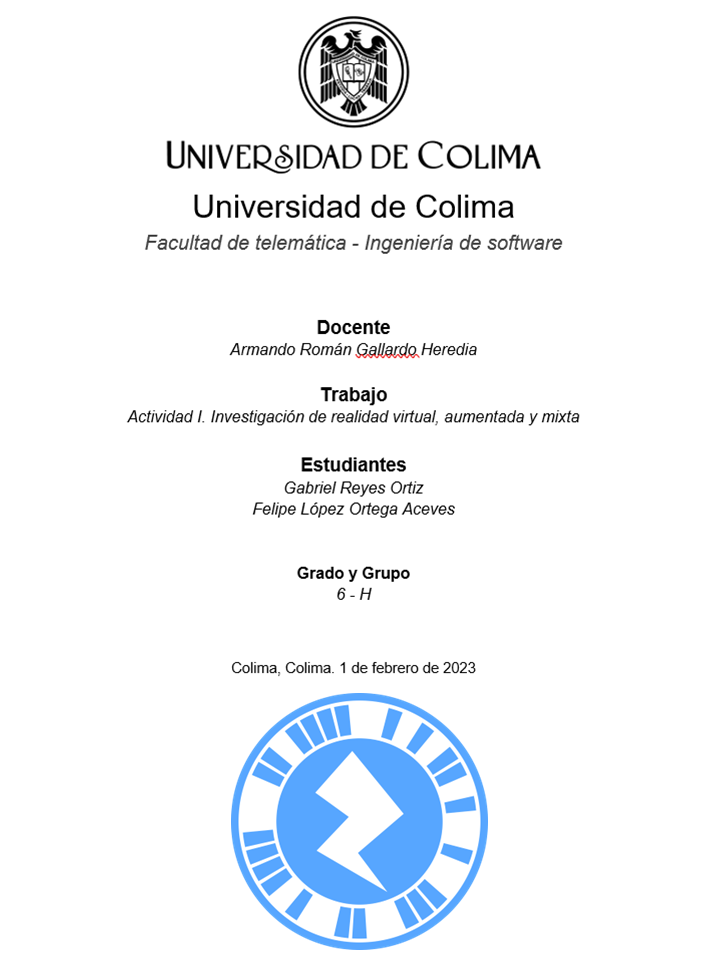 UNIVERSIDAD DE COLIMA
Universidad de Colima
Facultad de telemática - Ingeniería de software
Docente
Armando Román Gallardo Heredia
Trabajo
Actividad I. Investigación de realidad virtual, aumentada y mixta
Estudiantes
Gabriel Reyes Ortiz
Felipe López Ortega Aceves
Grado y Grupo
6 - H
Colima, Colima. 1 de febrero de 2023